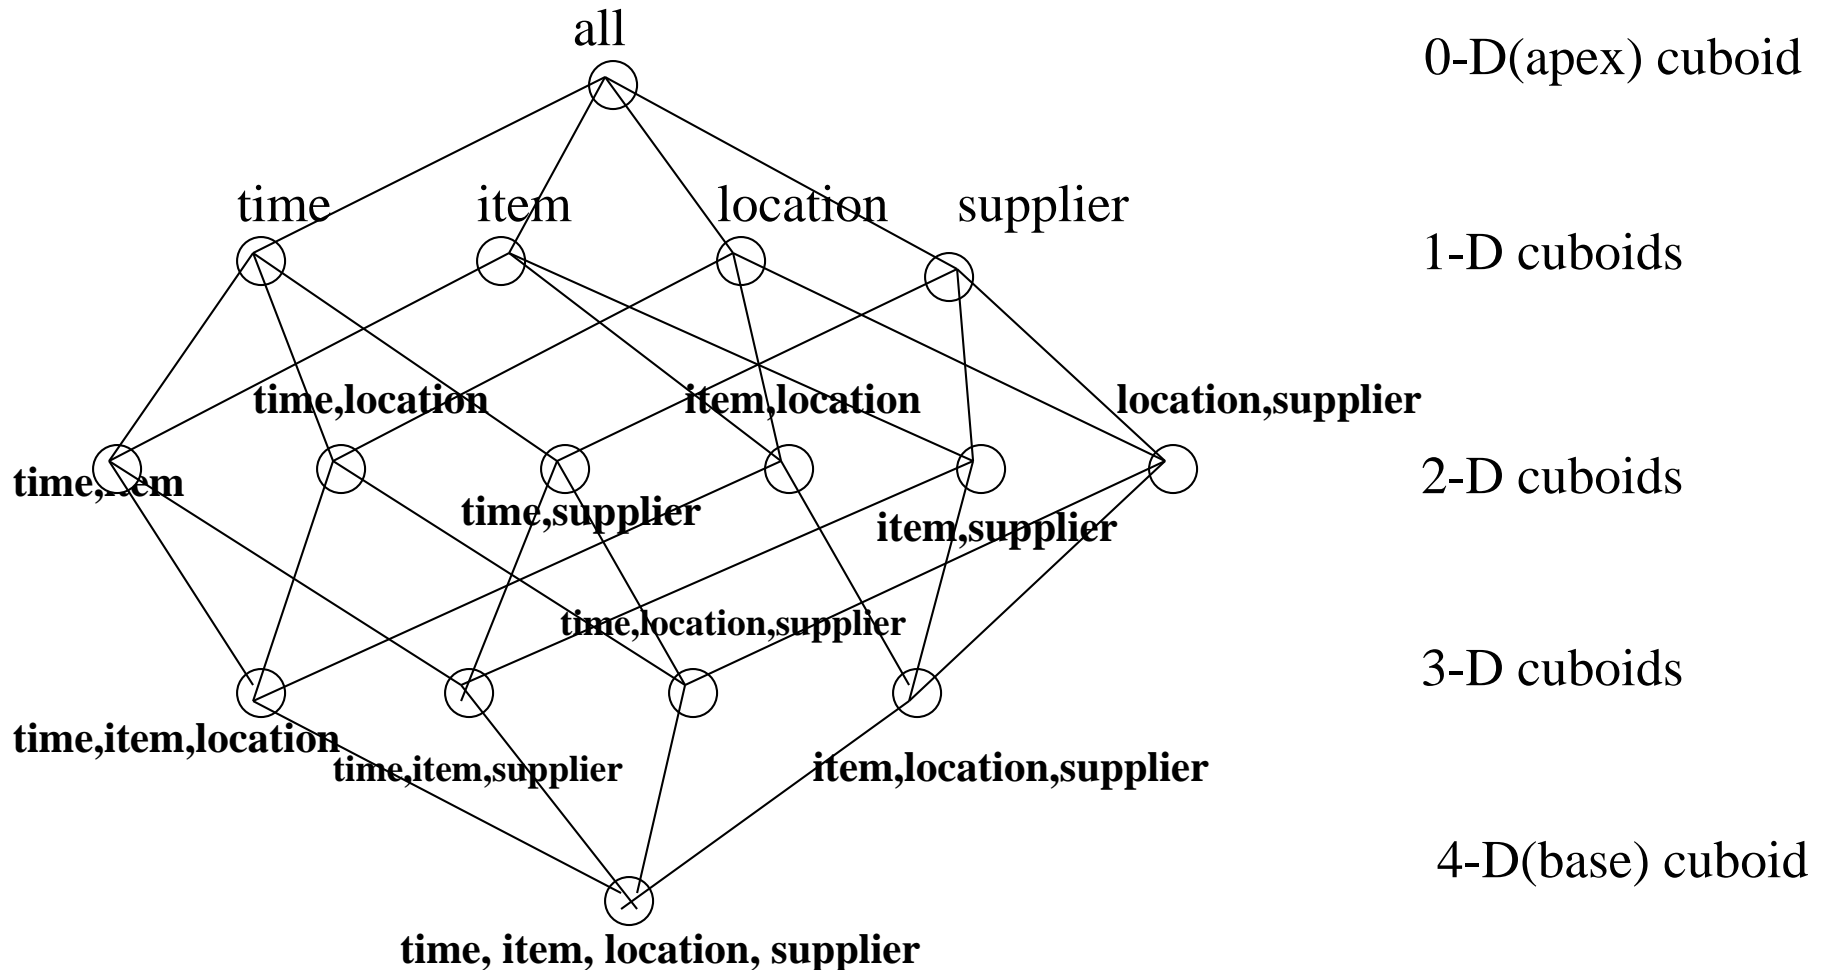 all
0-D(apex) cuboid
time
item
location
supplier
1-D cuboids
time,location
item,location
location,supplier
time,item
2-D cuboids
time,supplier
item,supplier
time,location,supplier
3-D cuboids
time,item,location
time,item,supplier
item,location,supplier
4-D(base) cuboid
time, item, location, supplier